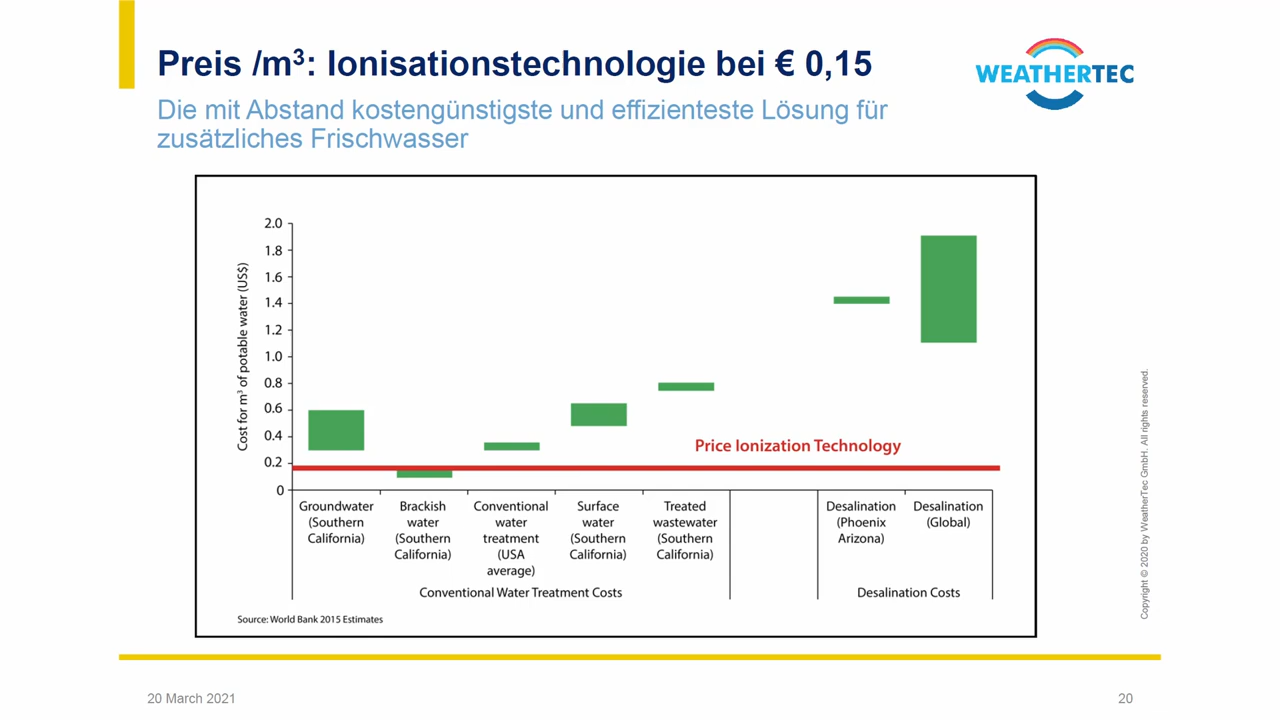 Preis /m³: Ionisationstechnologie bei € 0,15
WEATHERTEC
Die mit Abstand kostengünstigste und effizienteste Lösung für
zusätzliches Frischwasser
Cost for m³ of potable water (US$)
2.0
1.8
1.6
1.4
1.2
1.0
0.8
0.6
0.4
0.2
0
Price Ionization Technology
Groundwater
(Southern
California)
Brackish
water
(Southern
California)
Conventional
water
treatment
(USA
average)
Surface
water
(Southern
California)
Treated
wastewater
(Southern
California)
Desalination
(Phoenix
Arizona)
Desalination
(Global)
Conventional Water Treatment Costs
Desalination Costs
Source: World Bank 2015 Estimates
Copyright © 2020 by WeatherTec GmbH. All rights reserved.
20 March 2021
20